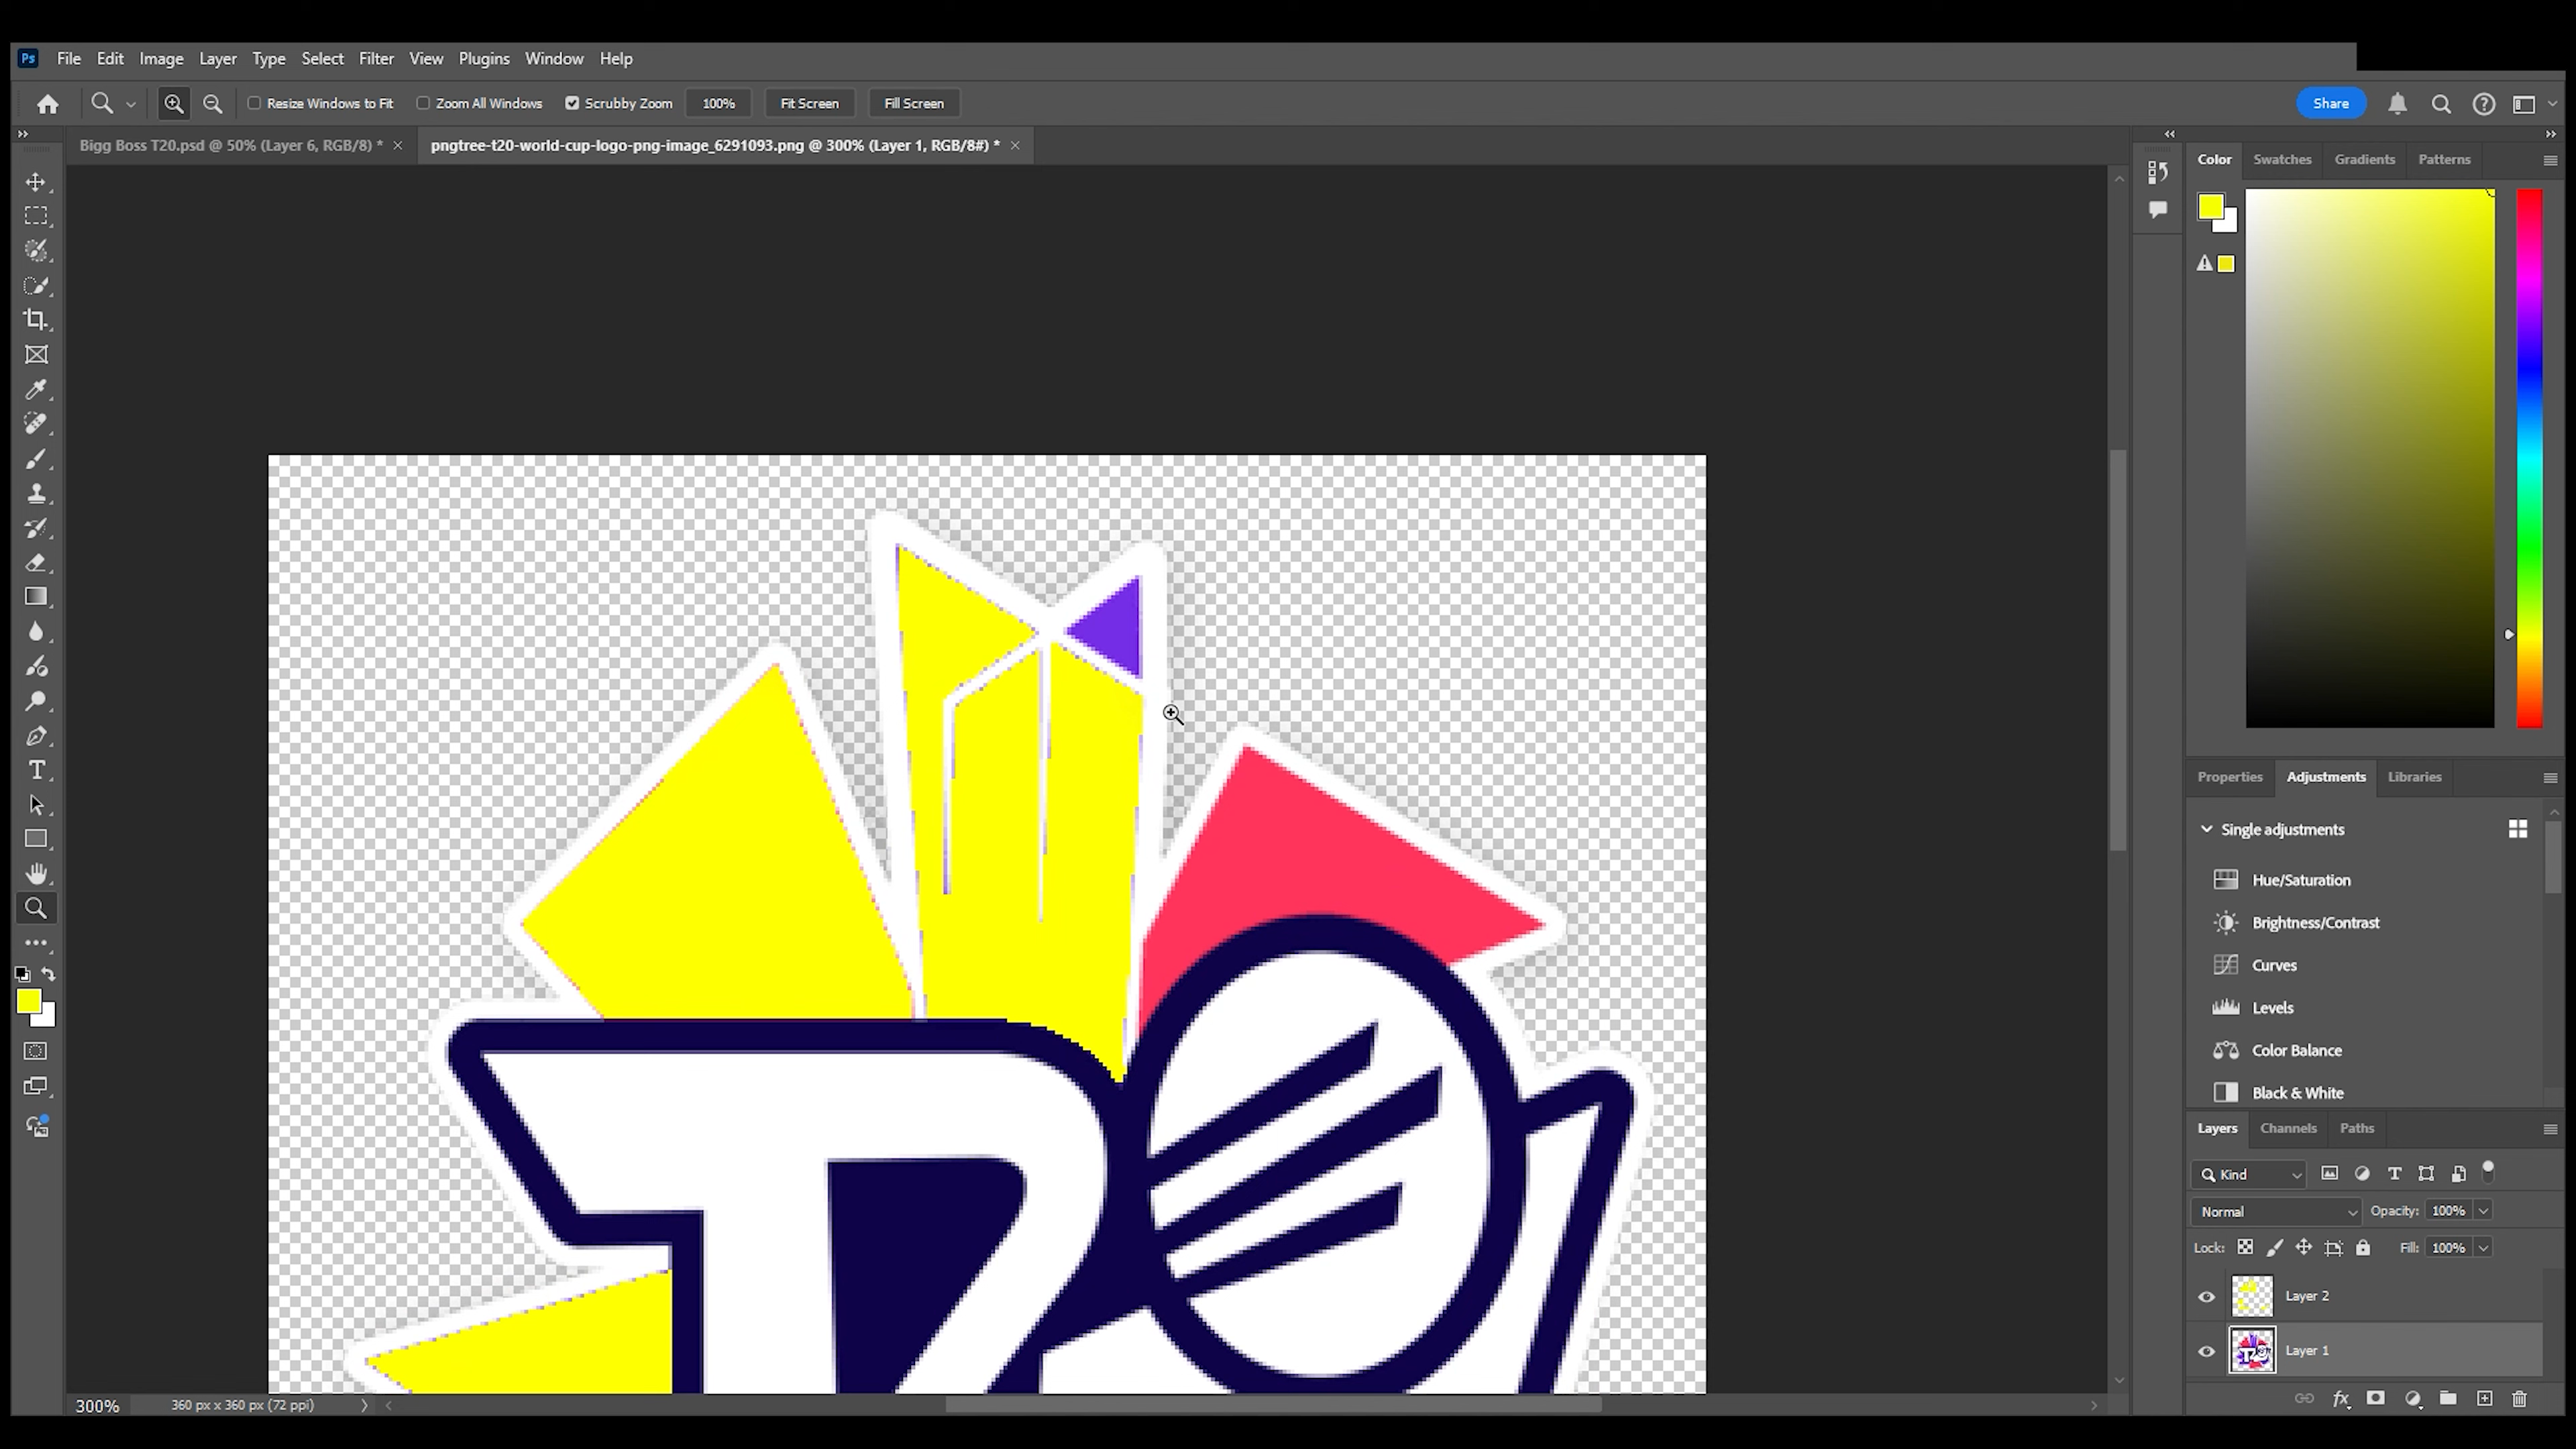 Ps File Edit Image Layer Type Select Filter View Plugins Window Help
Resize Windows to Fit Zoom All Windows Scrubby Zoom 100% Fit Screen Fill Screen Share
Bigg Boss T20.psd @ 50% (Layer 6, RGB/8) * × pngtree-t20-world-cup-logo-png-image_6291093.png @ 300% (Layer 1, RGB/8#) * ×
Color Swatches Gradients Patterns
Properties Adjustments Libraries
Single adjustments
Hue/Saturation
Brightness/Contrast
Curves
Levels
Color Balance
Black & White
Layers Channels Paths
Kind
Normal Opacity: 100%
Lock: Fill: 100%
Layer 2
Layer 1
fx
T20
300% 360 px x 360 px (72 ppi)